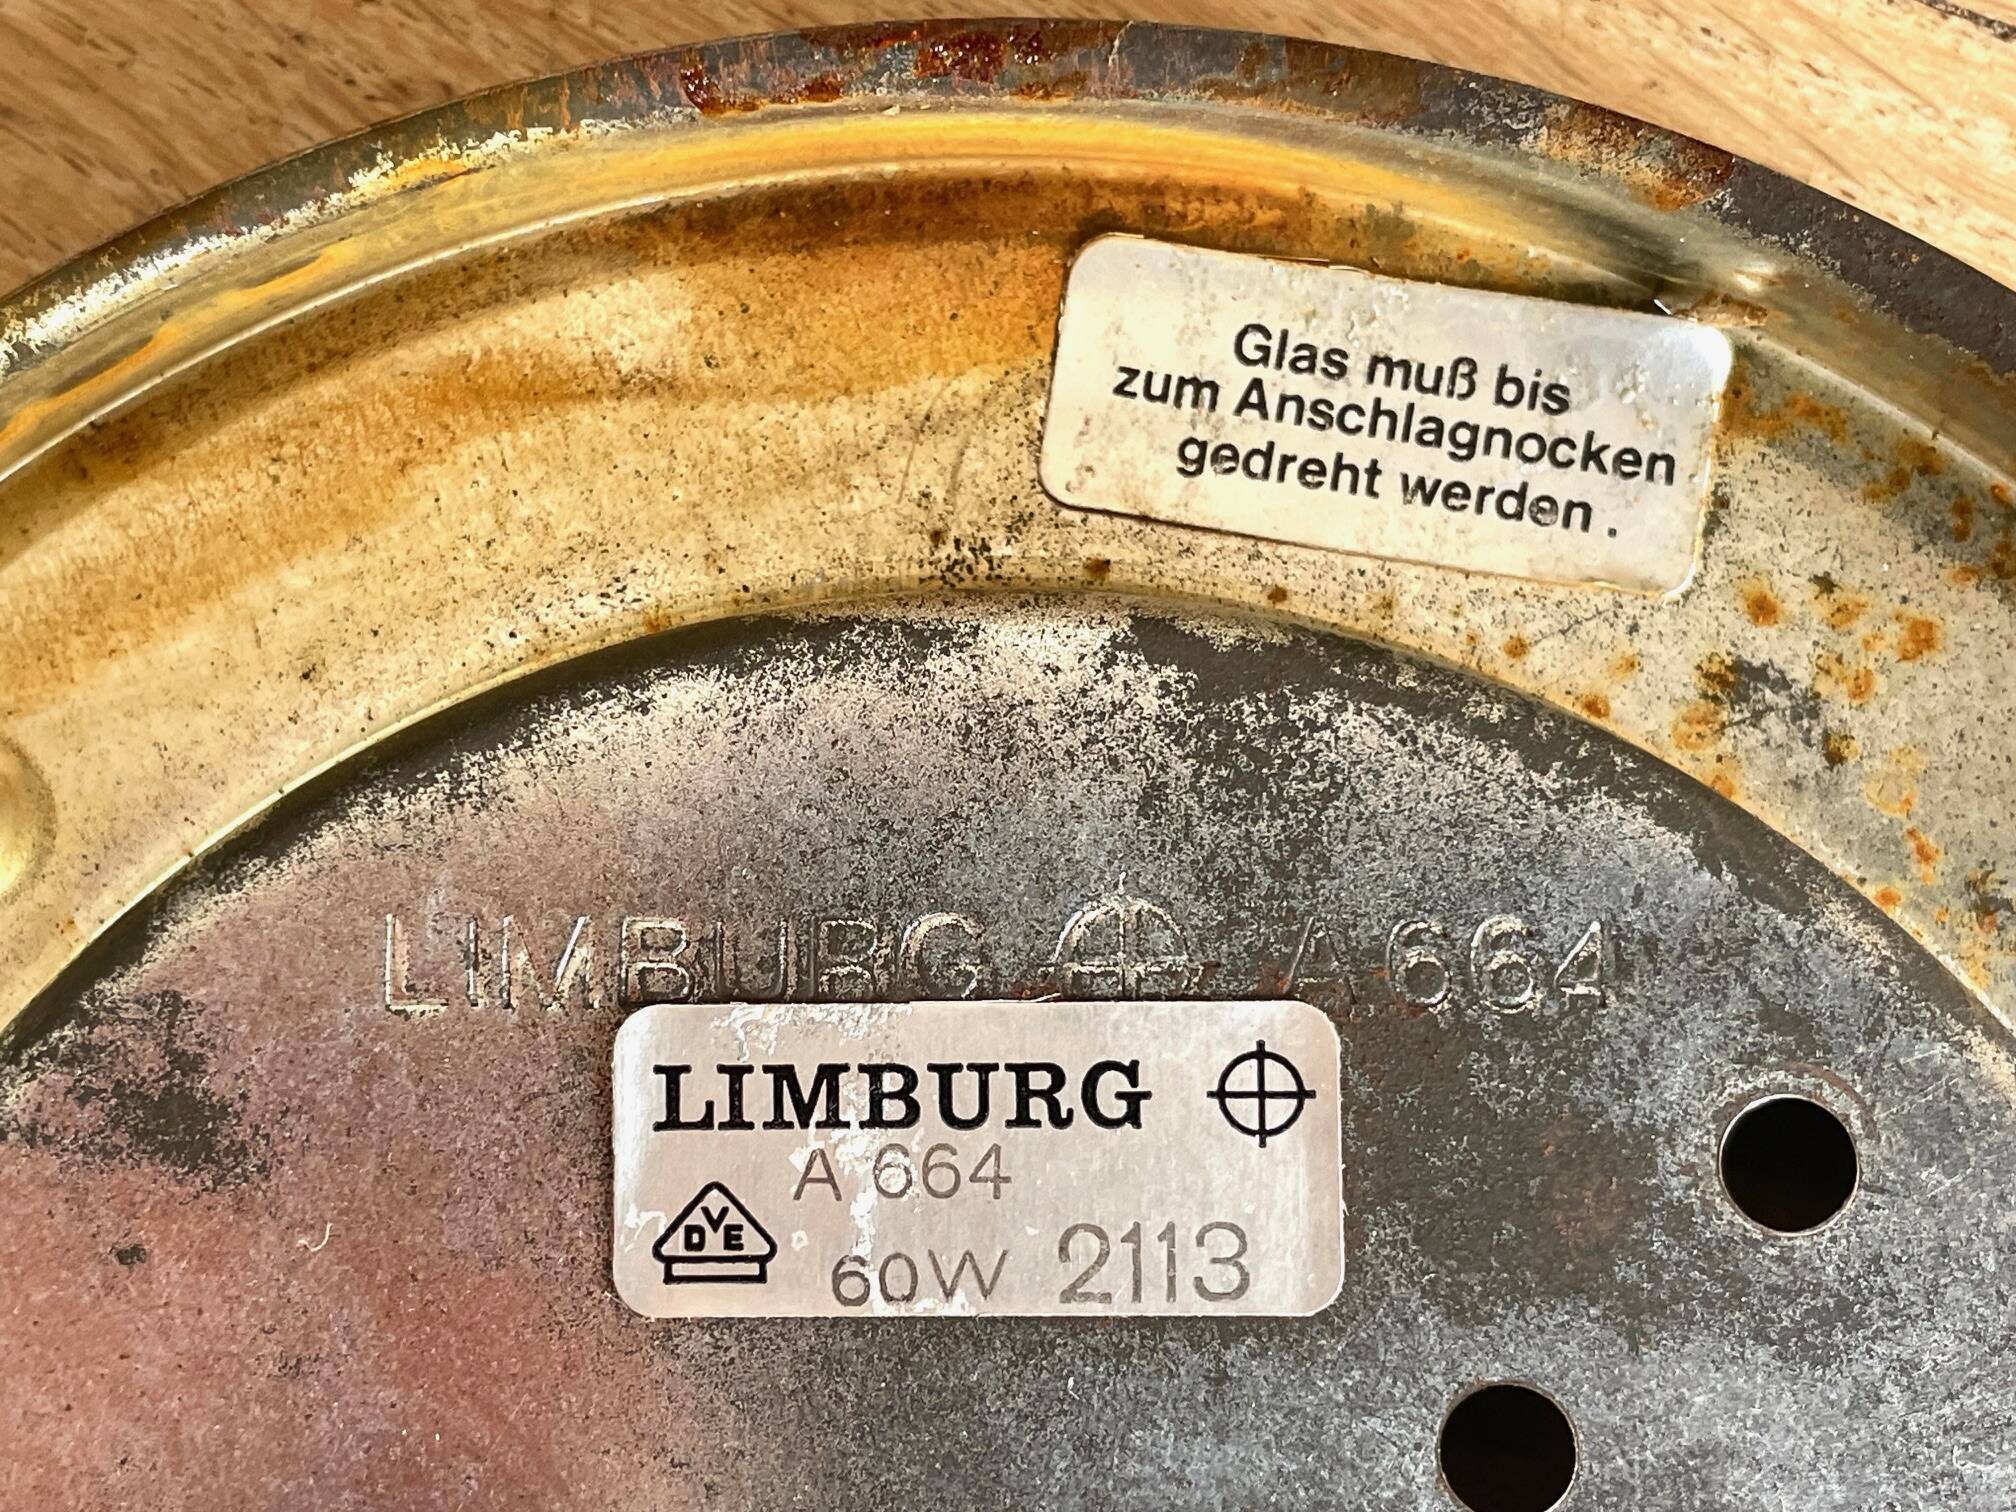 Glas muß bis
zum Anschlagnocken
gedreht werden.
LIMBURG A 664
LIMBURG
A 664
VDE
60W 2113